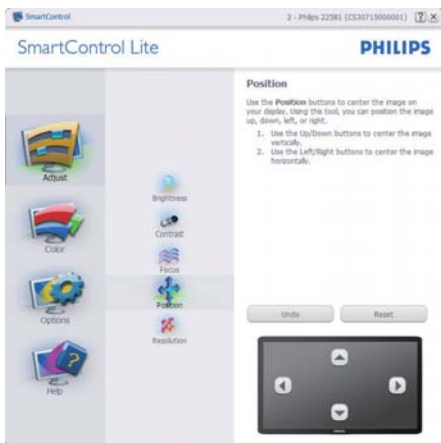 SmartControl
2 - Philips 225B1 (CS30715000001)
SmartControl Lite
PHILIPS
Adjust
Color
Options
Help
Brightness
Contrast
Focus
Position
Resolution
Position
Use the Position buttons to center the image on
your display. Using this tool, you can position the image
up, down, left, or right.
1. Use the Up/Down buttons to center the image
vertically.
2. Use the Left/Right buttons to center the image
horizontally.
Undo
Reset